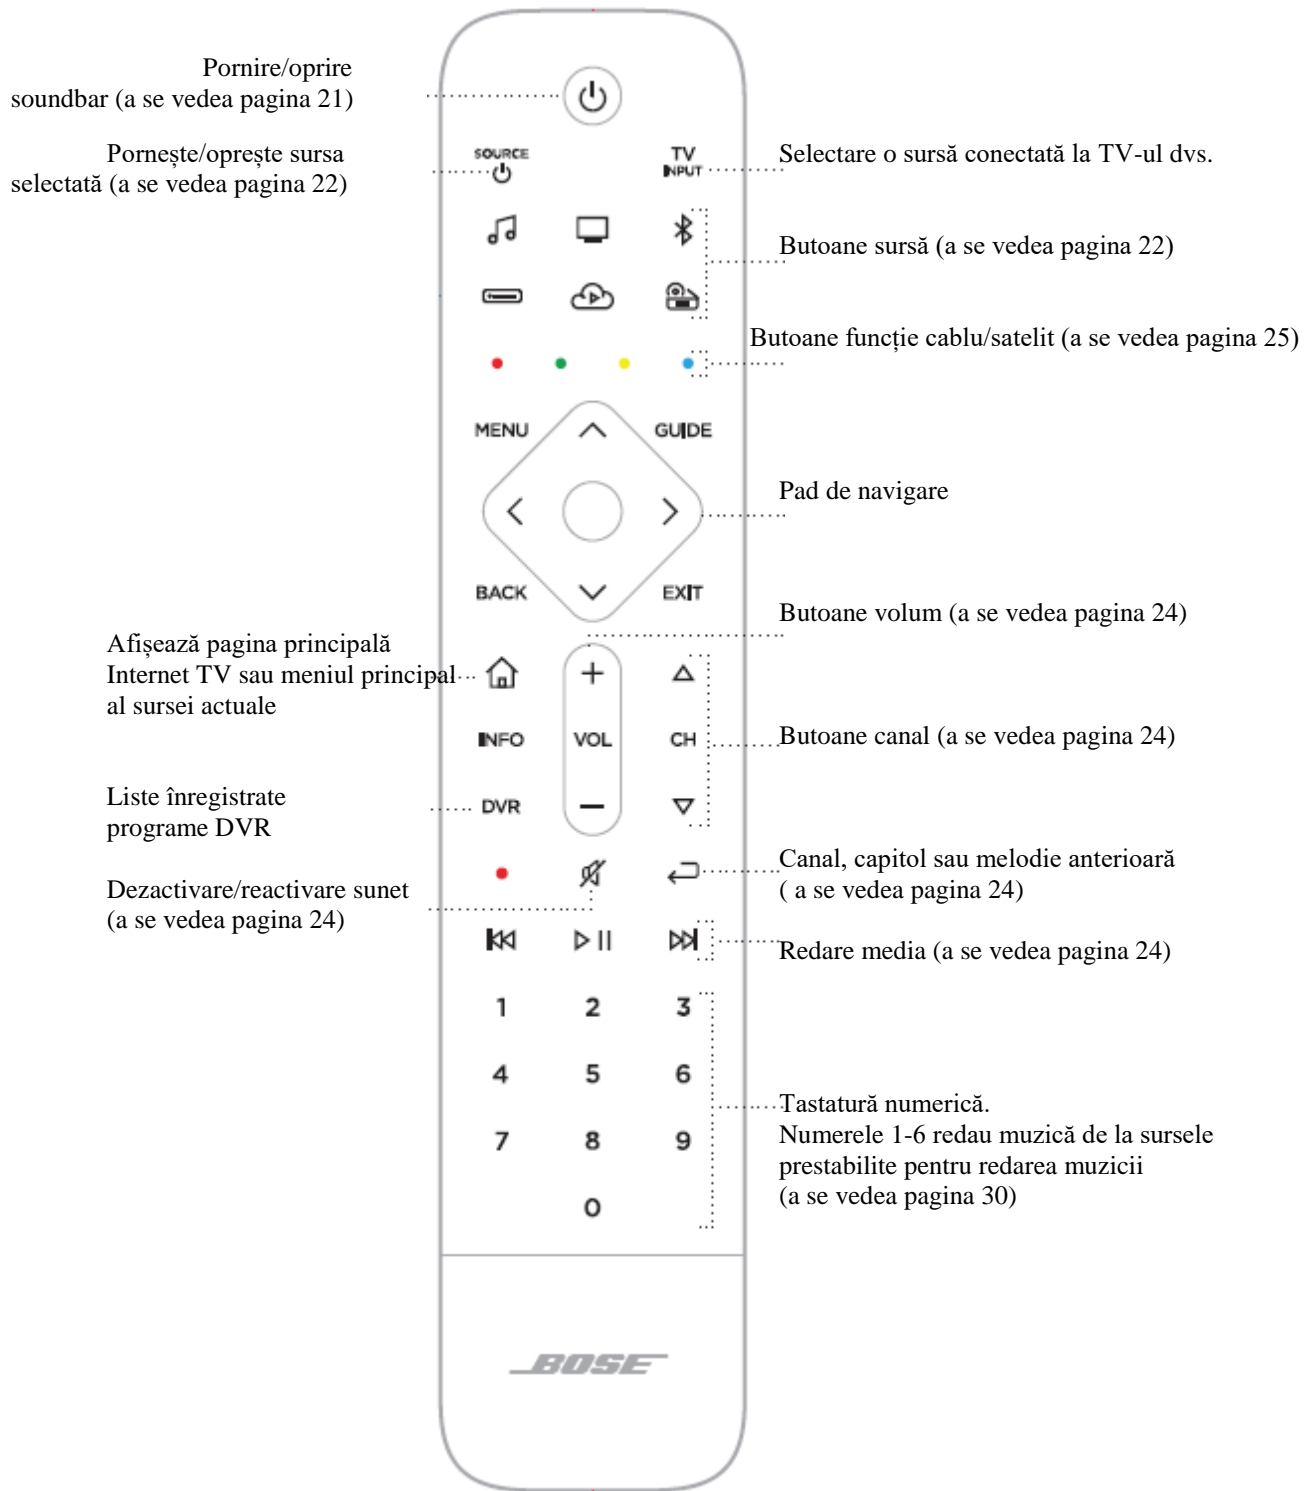 Pornire/oprire
soundbar (a se vedea pagina 21)
Pornește/oprește sursa
selectată (a se vedea pagina 22)
SOURCE
TV
INPUT
Selectare o sursă conectată la TV-ul dvs.
Butoane sursă (a se vedea pagina 22)
Butoane funcție cablu/satelit (a se vedea pagina 25)
MENU
GUIDE
Pad de navigare
BACK
EXIT
Butoane volum (a se vedea pagina 24)
Afișează pagina principală
Internet TV sau meniul principal
al sursei actuale
INFO
VOL
CH
Butoane canal (a se vedea pagina 24)
Liste înregistrate
programe DVR
DVR
Canal, capitol sau melodie anterioară
( a se vedea pagina 24)
Dezactivare/reactivare sunet
(a se vedea pagina 24)
Redare media (a se vedea pagina 24)
1 2 3
4 5 6
7 8 9
0
Tastatură numerică.
Numerele 1-6 redau muzică de la sursele
prestabilite pentru redarea muzicii
(a se vedea pagina 30)
BOSE